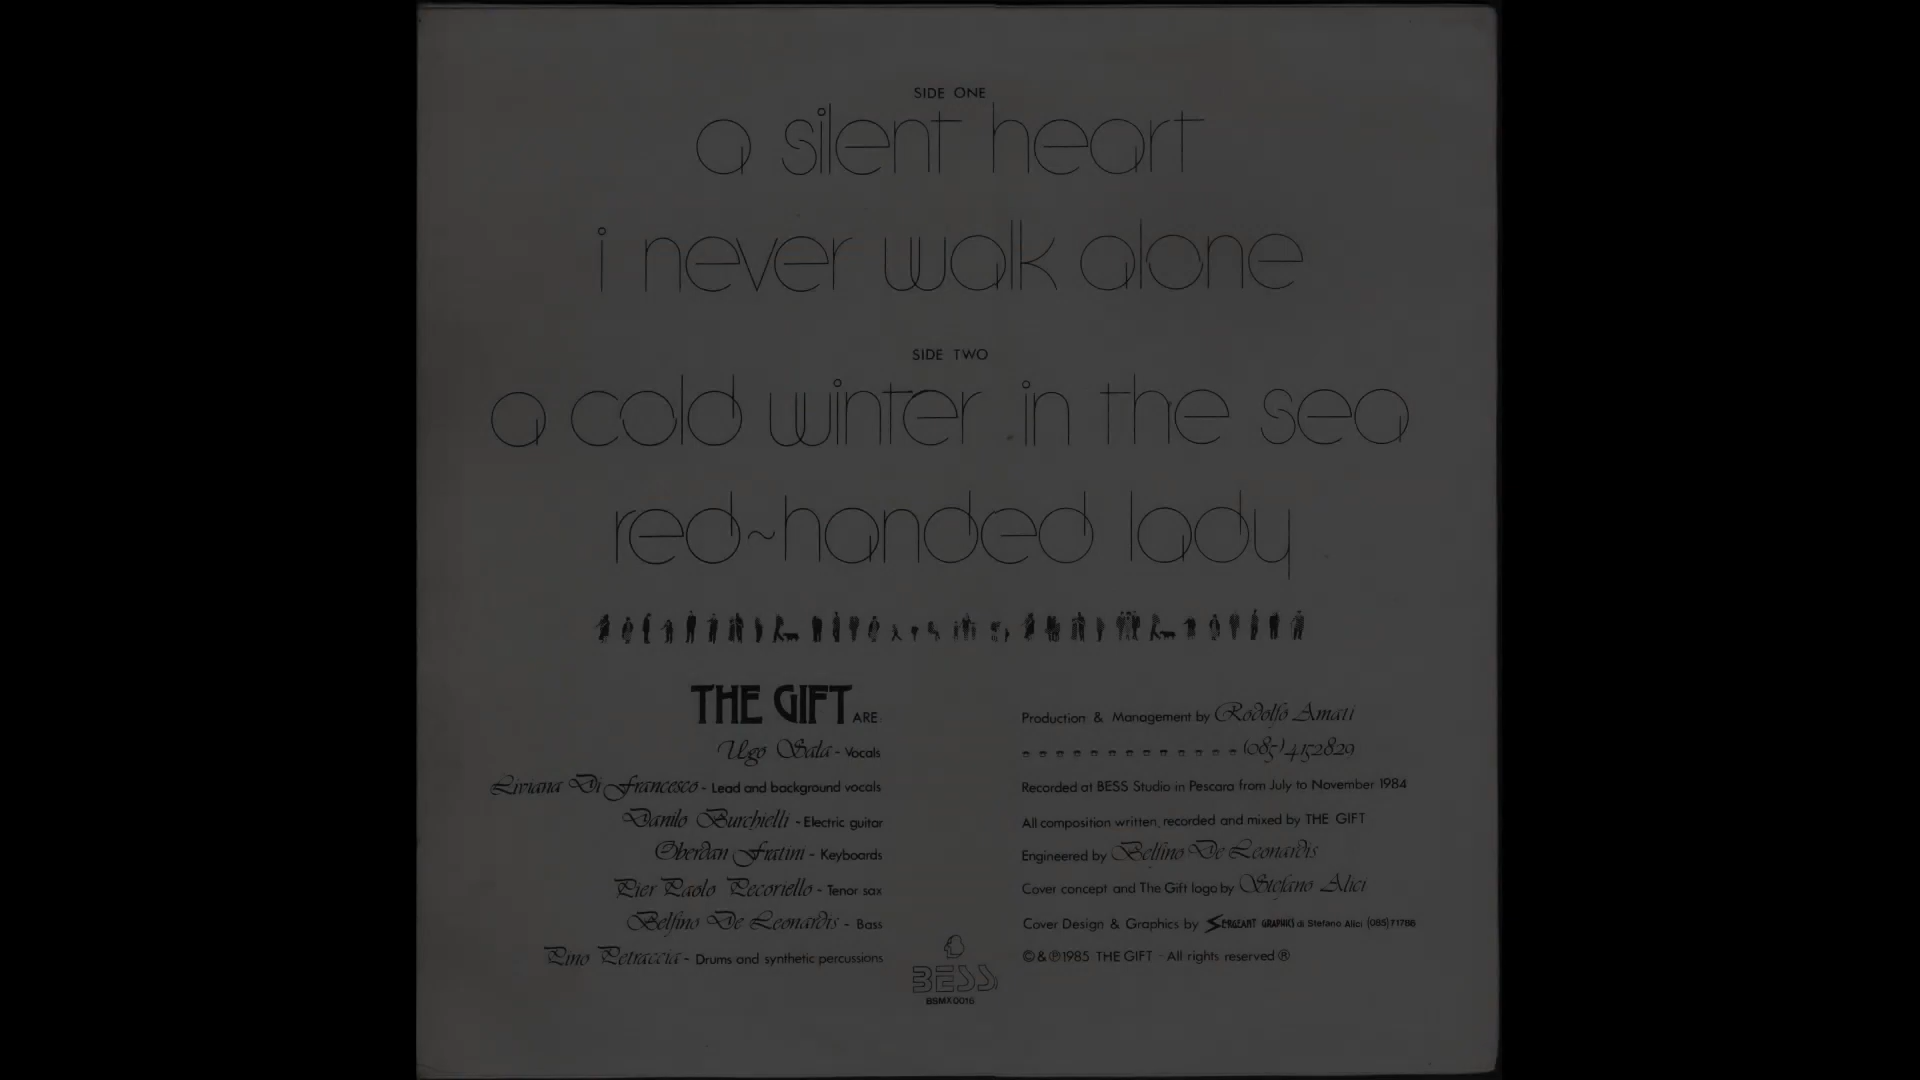 SIDE ONE
a silent heart
i never walk alone
SIDE TWO
a cold winter in the sea
red~handed lady
THE GIFT ARE:
Ugo Sala - Vocals
Liviana Di Francesco - Lead and background vocals
Danilo Burchielli - Electric guitar
Oberdan Fratini - Keyboards
Pier Paolo Pecoriello - Tenor sax
Belfino De Leonardis - Bass
Pino Petraccia - Drums and synthetic percussions
Production & Management by Rodolfo Amati
(085) 4152829
Recorded at BESS Studio in Pescara from July to November 1984
All composition written, recorded and mixed by THE GIFT
Engineered by Belfino De Leonardis
Cover concept and The Gift logo by Stefano Alici
Cover Design & Graphics by SERGEANT GRAPHICS di Stefano Alici (085) 71786
©&℗1985 THE GIFT - All rights reserved ®
BESS
BSMX0016